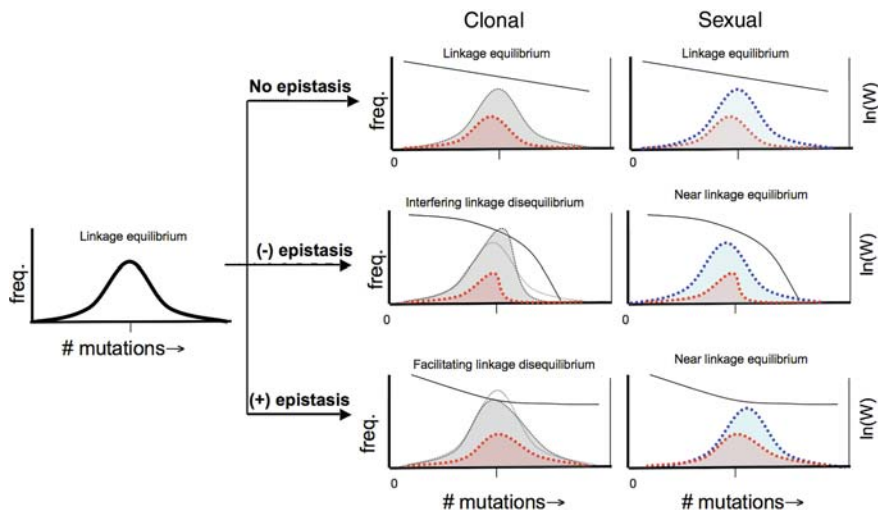 Clonal
Sexual
Linkage equilibrium
Linkage equilibrium
No epistasis
freq.
ln(W)
0
0
Interfering linkage disequilibrium
Near linkage equilibrium
Linkage equilibrium
(-) epistasis
freq.
freq.
ln(W)
0
0
# mutations→
Facilitating linkage disequilibrium
Near linkage equilibrium
(+) epistasis
freq.
ln(W)
0
0
# mutations→
# mutations→